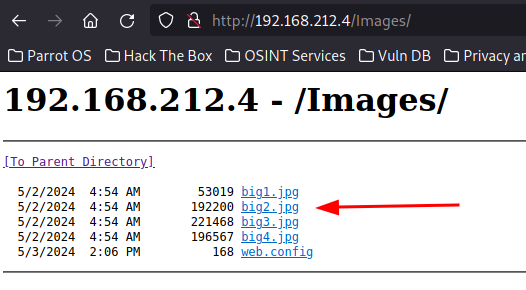 http://192.168.212.4/Images/
Parrot OS Hack The Box OSINT Services Vuln DB Privacy an
192.168.212.4 - /Images/
[To Parent Directory]
5/2/2024 4:54 AM 53019 big1.jpg
5/2/2024 4:54 AM 192200 big2.jpg
5/2/2024 4:54 AM 221468 big3.jpg
5/2/2024 4:54 AM 196567 big4.jpg
5/3/2024 2:06 PM 168 web.config